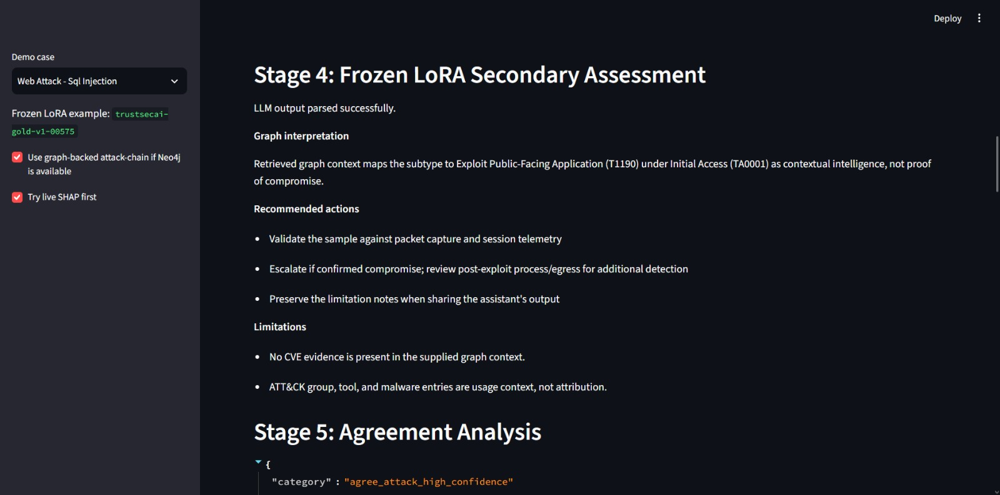 Deploy
Demo case
Web Attack - Sql Injection
Frozen LoRA example: trustsecai-
gold-v1-00575
Use graph-backed attack-chain if Neo4j
is available
Try live SHAP first
Stage 4: Frozen LoRA Secondary Assessment
LLM output parsed successfully.
Graph interpretation
Retrieved graph context maps the subtype to Exploit Public-Facing Application (T1190) under Initial Access (TA0001) as contextual intelligence, not proof
of compromise.
Recommended actions
• Validate the sample against packet capture and session telemetry
• Escalate if confirmed compromise; review post-exploit process/egress for additional detection
• Preserve the limitation notes when sharing the assistant's output
Limitations
• No CVE evidence is present in the supplied graph context.
• ATT&CK group, tool, and malware entries are usage context, not attribution.
Stage 5: Agreement Analysis
{
"category" : "agree_attack_high_confidence"